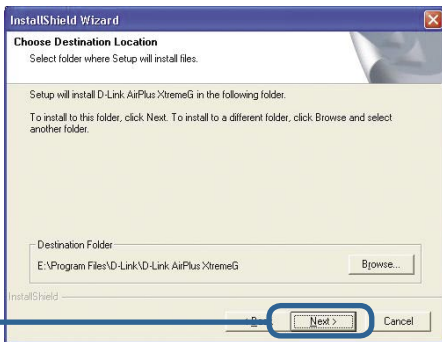 InstallShield Wizard
Choose Destination Location
Select folder where Setup will install files.
Setup will install D-Link AirPlus XtremeG in the following folder.
To install to this folder, click Next. To install to a different folder, click Browse and select
another folder.
Destination Folder
E:\Program Files\D-Link\D-Link AirPlus XtremeG
Browse...
InstallShield
Next >
Cancel